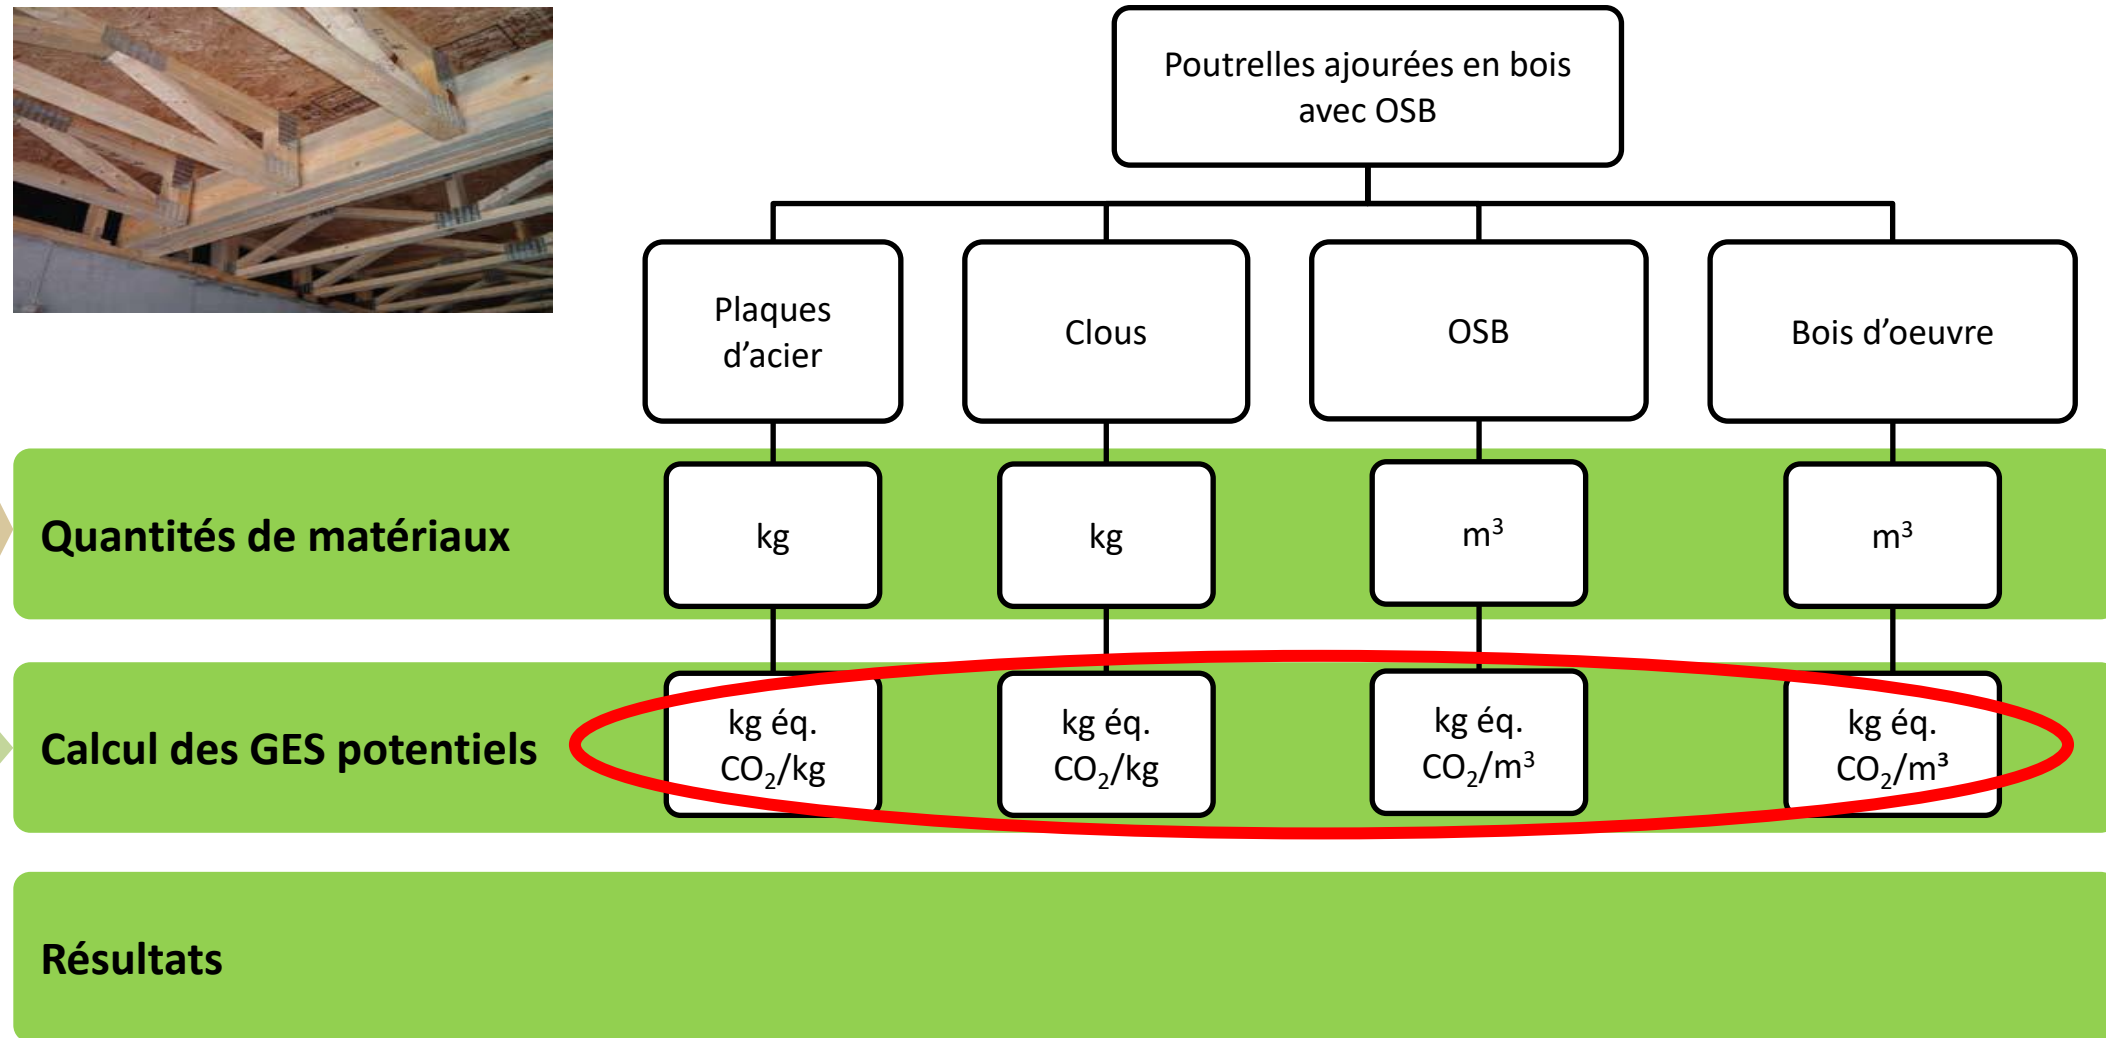 Poutrelles ajourées en bois
avec OSB
Plaques
d’acier
Clous
OSB
Bois d’oeuvre
Quantités de matériaux
kg
kg
m³
m³
Calcul des GES potentiels
kg éq.
CO₂/kg
kg éq.
CO₂/kg
kg éq.
CO₂/m³
kg éq.
CO₂/m³
Résultats